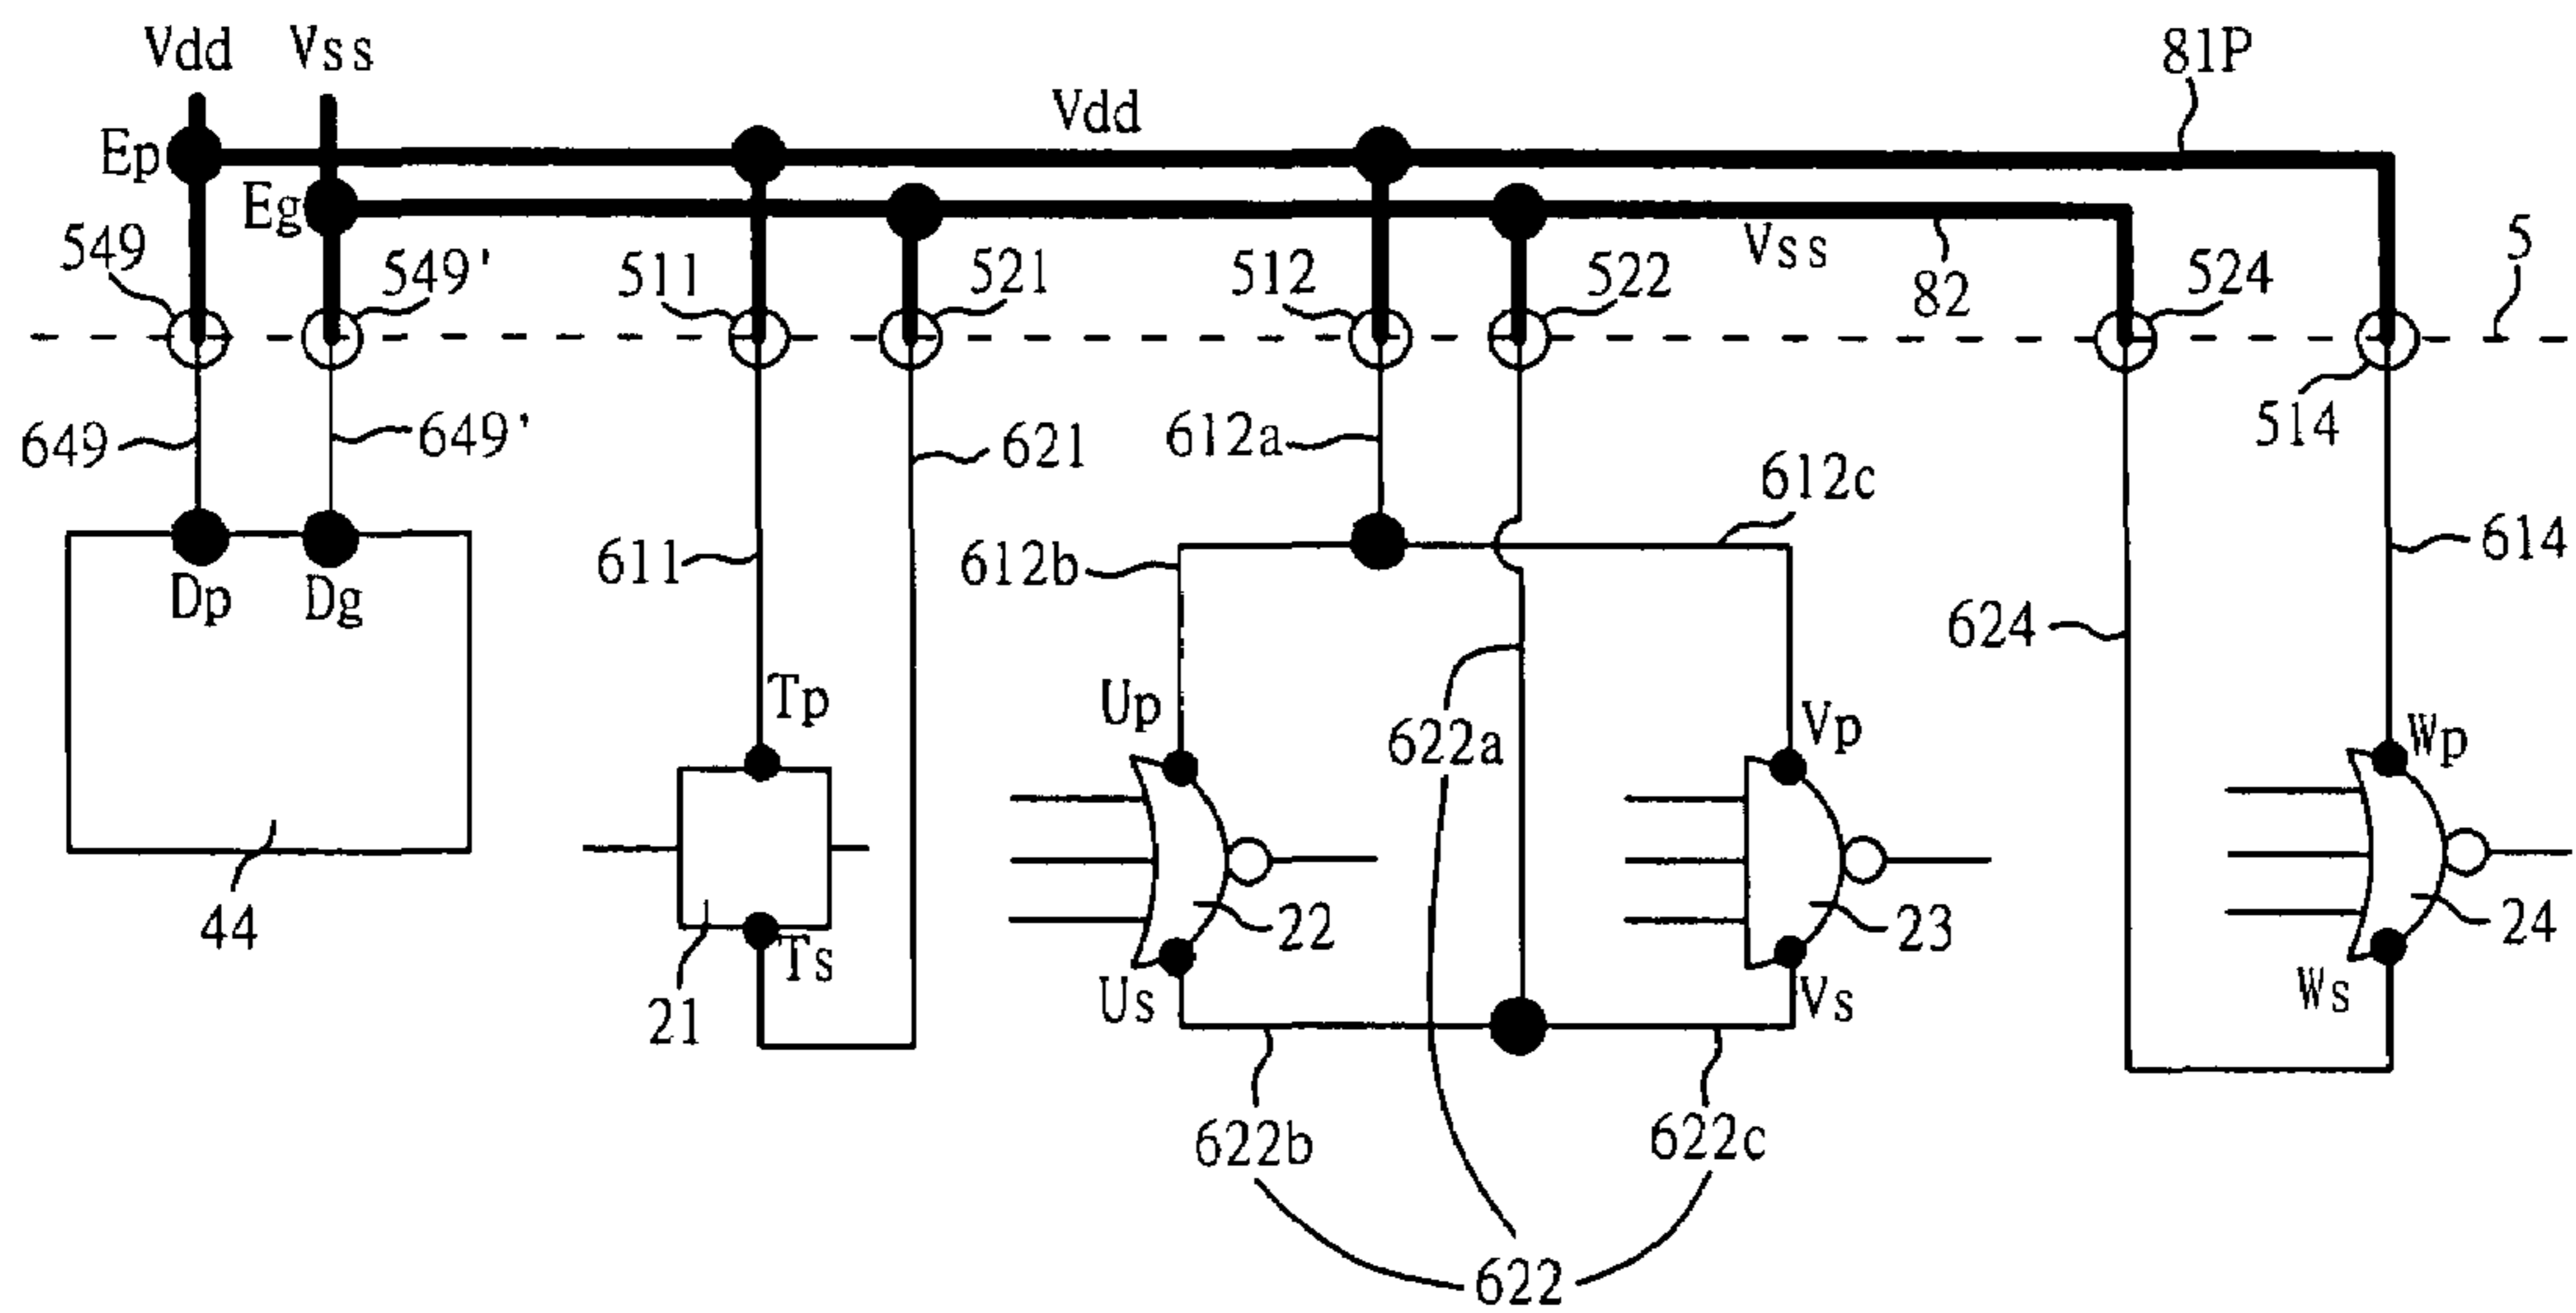 Vdd
Vss
81P
Vdd
Ep
Eg
549
549'
511
521
512
522
Vss
82
524
5
514
649
649'
621
612a
612c
611
612b
614
624
Dp
Dg
Tp
Up
622a
Vp
Wp
44
21
Ts
22
Us
23
Vs
24
Ws
622b
622c
622